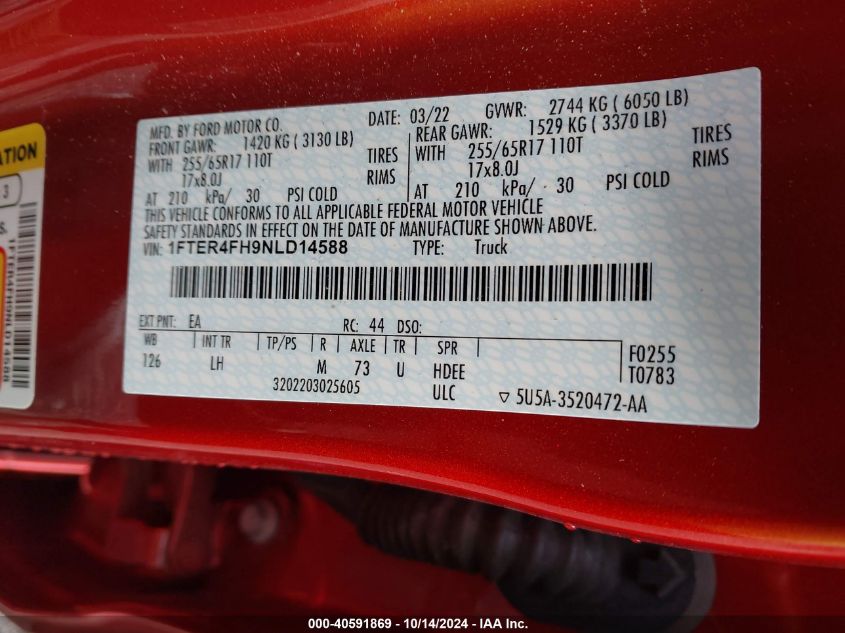 ATION
3
S.
1FTER4FH9NLD14588
MFD. BY FORD MOTOR CO.
DATE: 03/22 GVWR: 2744 KG ( 6050 LB)
FRONT GAWR: 1420 KG ( 3130 LB)
REAR GAWR: 1529 KG ( 3370 LB)
WITH 255/65R17 110T TIRES
WITH 255/65R17 110T TIRES
17x8.0J RIMS
17x8.0J RIMS
AT 210 kPa/ 30 PSI COLD
AT 210 kPa/ 30 PSI COLD
THIS VEHICLE CONFORMS TO ALL APPLICABLE FEDERAL MOTOR VEHICLE
SAFETY STANDARDS IN EFFECT ON THE DATE OF MANUFACTURE SHOWN ABOVE.
VIN: 1FTER4FH9NLD14588 TYPE: Truck
EXT PNT: EA RC: 44 DSO:
WB INT TR TP/PS R AXLE TR SPR
126 LH M 73 U HDEE
F0255
T0783
3202203025605 ULC ▽ 5U5A-3520472-AA
000-40591869 - 10/14/2024 - IAA Inc.